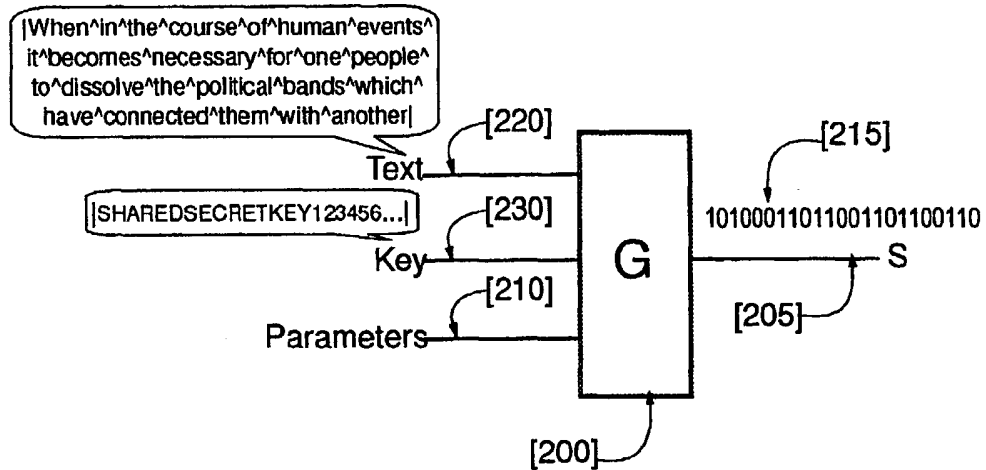 |When^in^the^course^of^human^events^
it^becomes^necessary^for^one^people^
to^dissolve^the^political^bands^which^
have^connected^them^with^another|
[220]
[215]
Text
|SHAREDSECRETKEY123456...|
[230]
10100011011001101100110
Key
G
S
[210]
[205]
Parameters
[200]